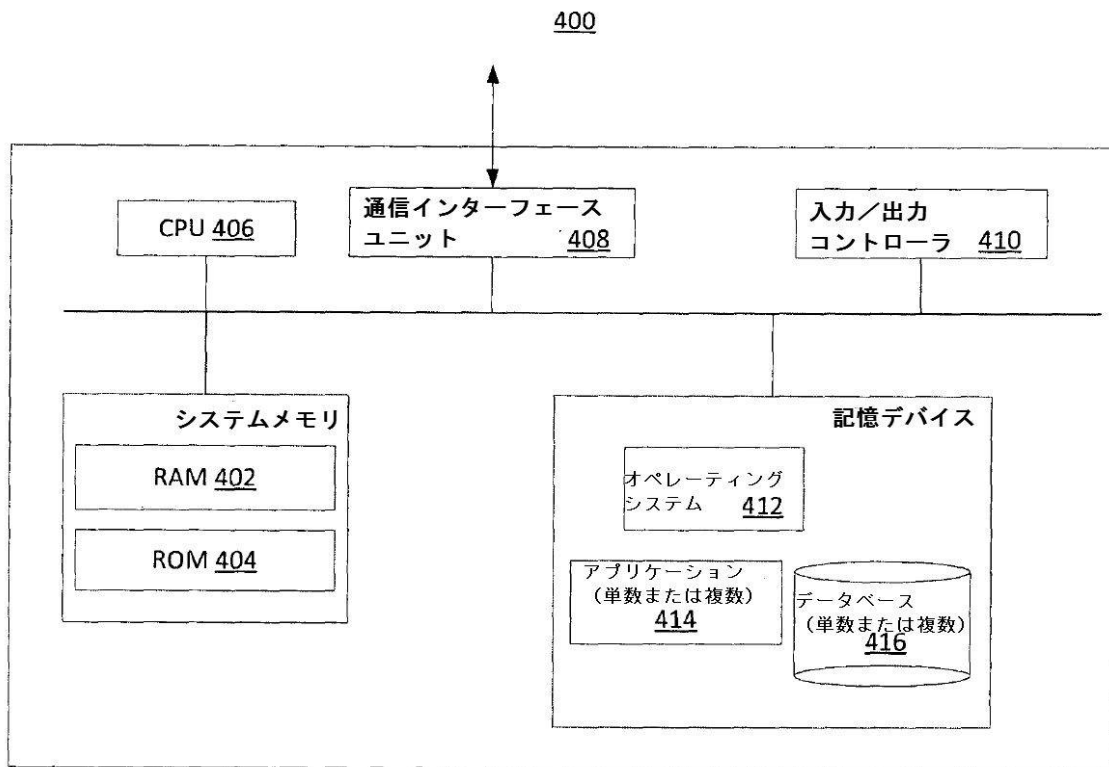 400
CPU 406
通信インターフェース
ユニット 408
入力／出力
コントローラ 410
システムメモリ
RAM 402
ROM 404
記憶デバイス
オペレーティング
システム 412
アプリケーション
（単数または複数）
414
データベース
（単数または複数）
416